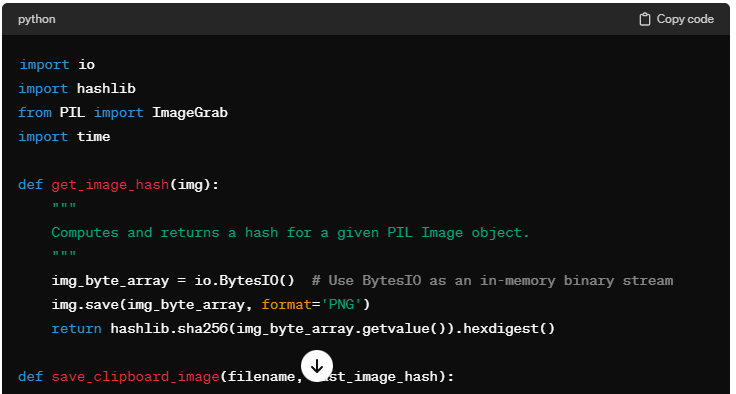 python
Copy code
import io
import hashlib
from PIL import ImageGrab
import time
def get_image_hash(img):
"""
Computes and returns a hash for a given PIL Image object.
"""
img_byte_array = io.BytesIO()  # Use BytesIO as an in-memory binary stream
img.save(img_byte_array, format='PNG')
return hashlib.sha256(img_byte_array.getvalue()).hexdigest()
def save_clipboard_image(filename,